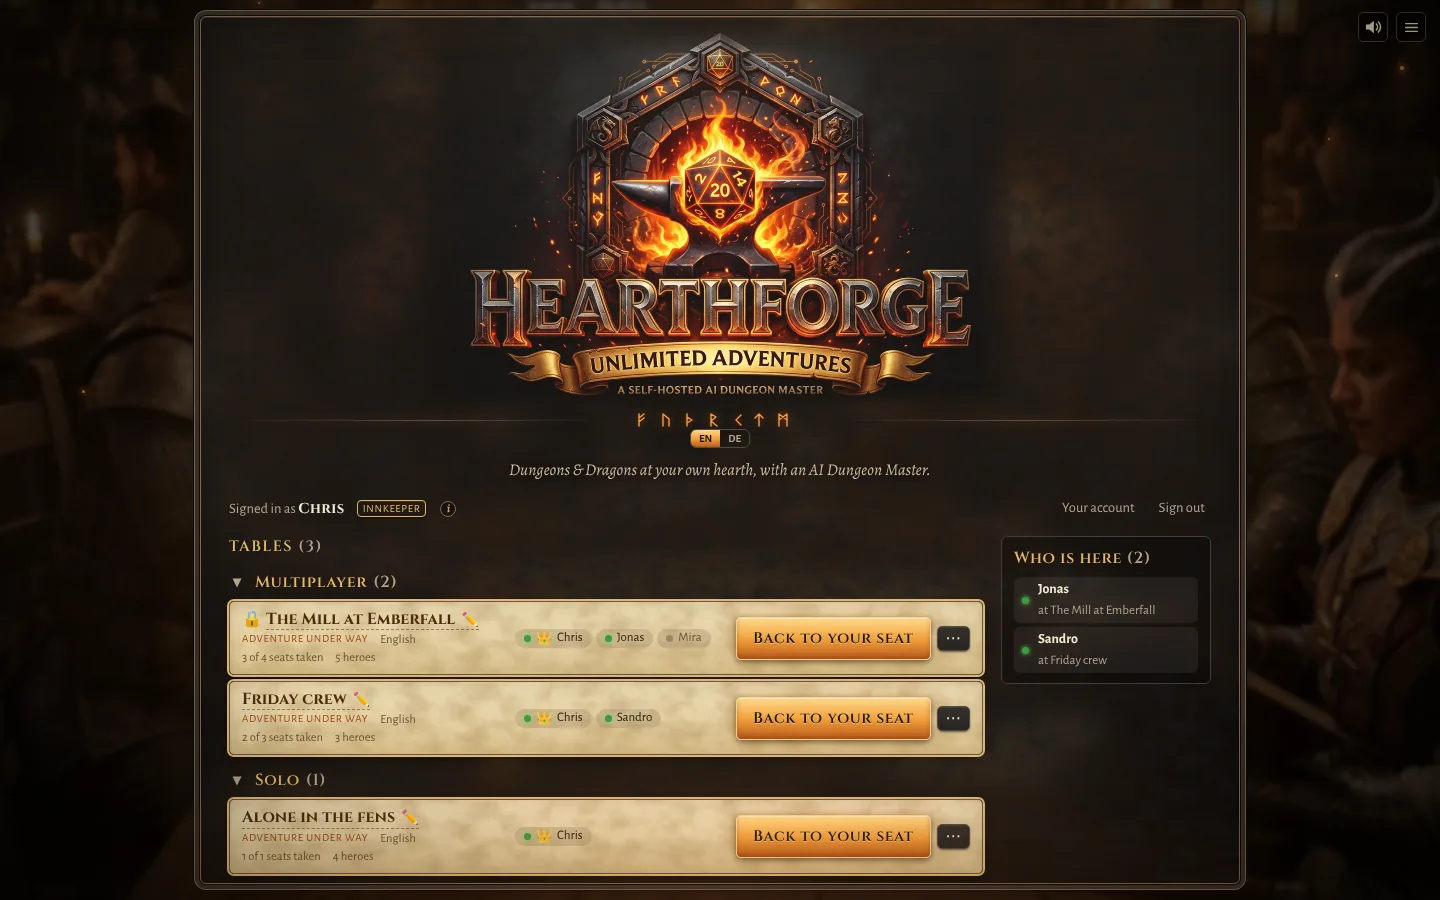 20
2 20 14
8
HEARTHFORGE
UNLIMITED ADVENTURES
A SELF-HOSTED AI DUNGEON MASTER
ᚠ ᚢ ᚦ ᚱ ᚲ ᛏ ᛗ
EN DE
Dungeons & Dragons at your own hearth, with an AI Dungeon Master.
Signed in as CHRIS INNKEEPER i
Your account Sign out
TABLES (3)
WHO IS HERE (2)
Jonas
at The Mill at Emberfall
Sandro
at Friday crew
▼ MULTIPLAYER (2)
🔒 THE MILL AT EMBERFALL ✏️
ADVENTURE UNDER WAY English
3 of 4 seats taken 5 heroes
👑 Chris Jonas Mira
BACK TO YOUR SEAT ...
FRIDAY CREW ✏️
ADVENTURE UNDER WAY English
2 of 3 seats taken 3 heroes
👑 Chris Sandro
BACK TO YOUR SEAT ...
▼ SOLO (1)
ALONE IN THE FENS ✏️
ADVENTURE UNDER WAY English
1 of 1 seats taken 4 heroes
👑 Chris
BACK TO YOUR SEAT ...